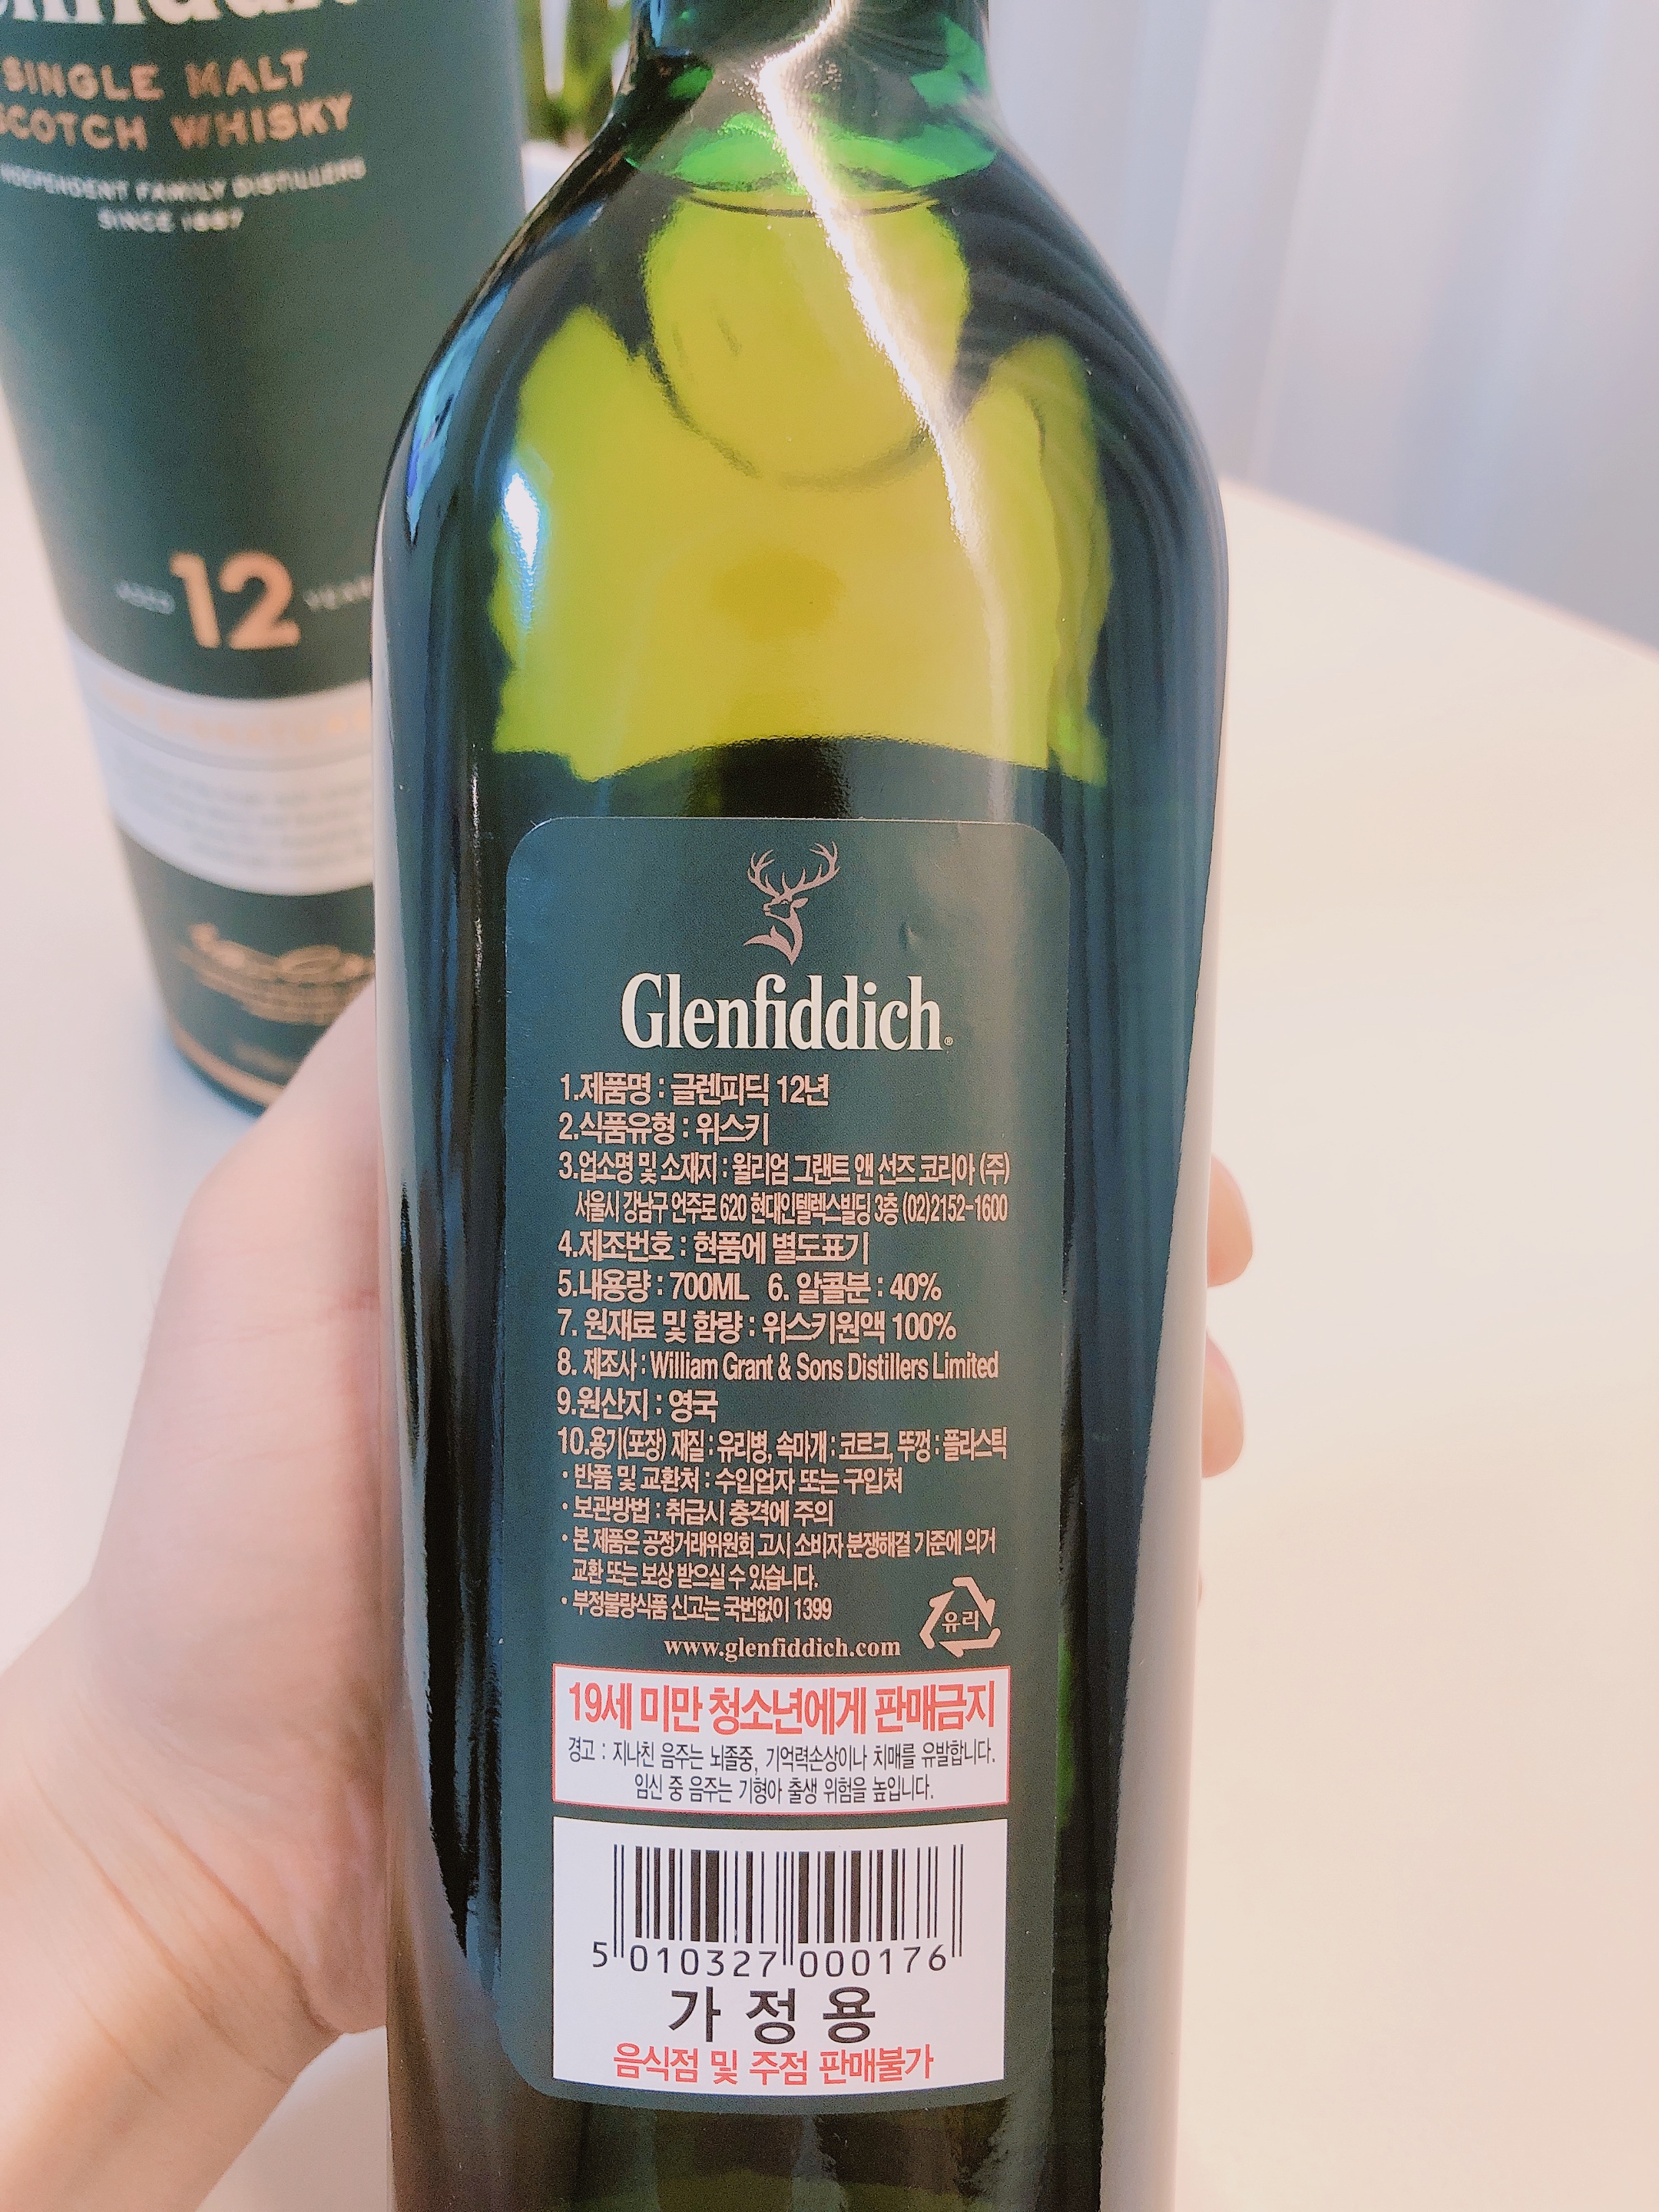 SINGLE MALT
SCOTCH WHISKY
INDEPENDENT FAMILY DISTILLERS
SINCE 1887
AGED 12 YEARS
Glenfiddich®
1.제품명 : 글렌피딕 12년
2.식품유형 : 위스키
3.업소명 및 소재지 : 윌리엄 그랜트 앤 선즈 코리아 (주)
서울시 강남구 언주로 620 현대인텔렉스빌딩 3층 (02)2152-1600
4.제조번호 : 현품에 별도표기
5.내용량 : 700ML 6. 알콜분 : 40%
7. 원재료 및 함량 : 위스키원액 100%
8. 제조사 : William Grant & Sons Distillers Limited
9.원산지 : 영국
10.용기(포장) 재질 : 유리병, 속마개 : 코르크, 뚜껑 : 플라스틱
· 반품 및 교환처 : 수입업자 또는 구입처
· 보관방법 : 취급시 충격에 주의
· 본 제품은 공정거래위원회 고시 소비자 분쟁해결 기준에 의거
교환 또는 보상 받으실 수 있습니다.
· 부정불량식품 신고는 국번없이 1399
유리
www.glenfiddich.com
19세 미만 청소년에게 판매금지
경고 : 지나친 음주는 뇌졸중, 기억력손상이나 치매를 유발합니다.
임신 중 음주는 기형아 출생 위험을 높입니다.
5 010327 000176
가정용
음식점 및 주점 판매불가